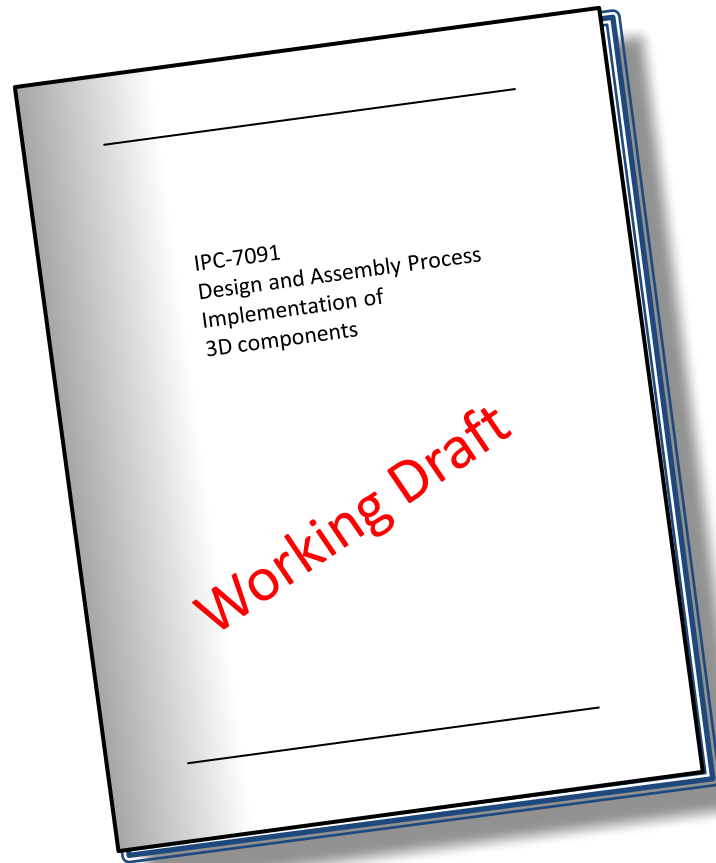 IPC-7091
Design and Assembly Process
Implementation of
3D components
Working Draft